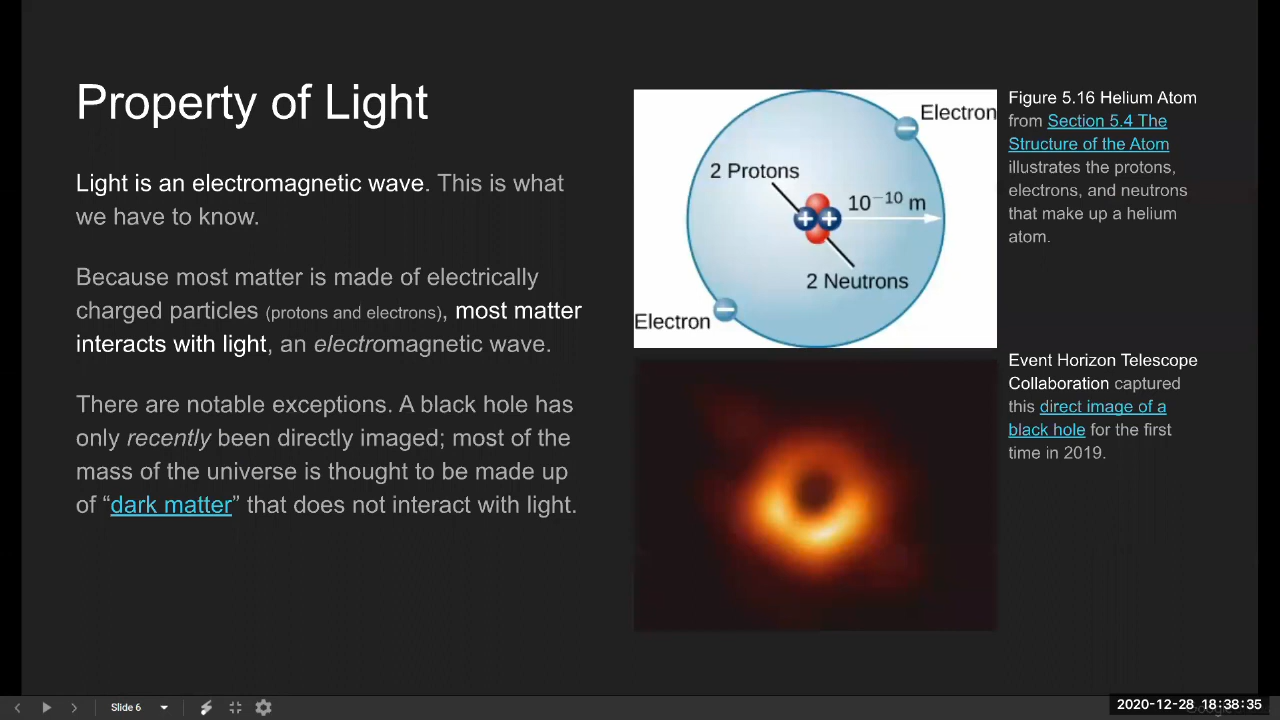 Property of Light
Light is an electromagnetic wave. This is what
we have to know.
Because most matter is made of electrically
charged particles (protons and electrons), most matter
interacts with light, an electromagnetic wave.
There are notable exceptions. A black hole has
only recently been directly imaged; most of the
mass of the universe is thought to be made up
of “dark matter” that does not interact with light.
Electron
2 Protons
10⁻¹⁰ m
+ +
2 Neutrons
Electron
Figure 5.16 Helium Atom
from Section 5.4 The
Structure of the Atom
illustrates the protons,
electrons, and neutrons
that make up a helium
atom.
Event Horizon Telescope
Collaboration captured
this direct image of a
black hole for the first
time in 2019.
Slide 6
2020-12-28 18:38:35